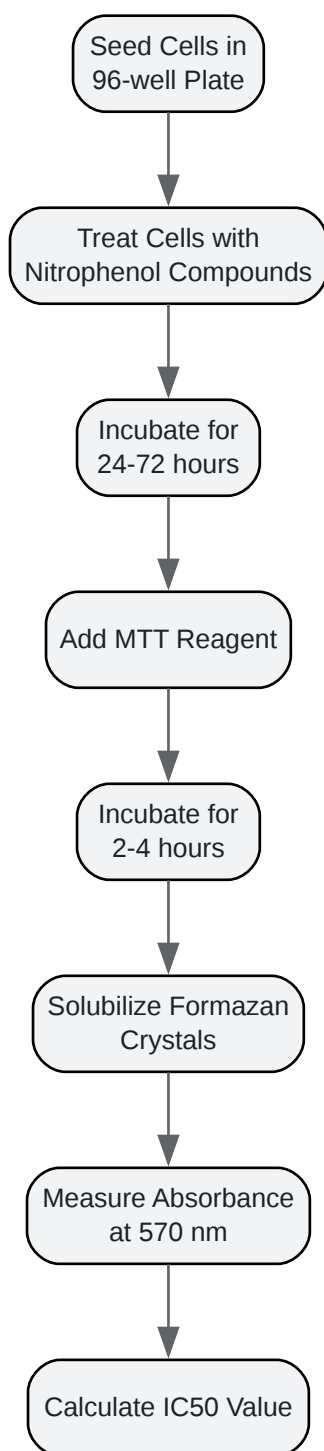 Seed Cells in
96-well Plate
Treat Cells with
Nitrophenol Compounds
Incubate for
24-72 hours
Add MTT Reagent
Incubate for
2-4 hours
Solubilize Formazan
Crystals
Measure Absorbance
at 570 nm
Calculate IC50 Value